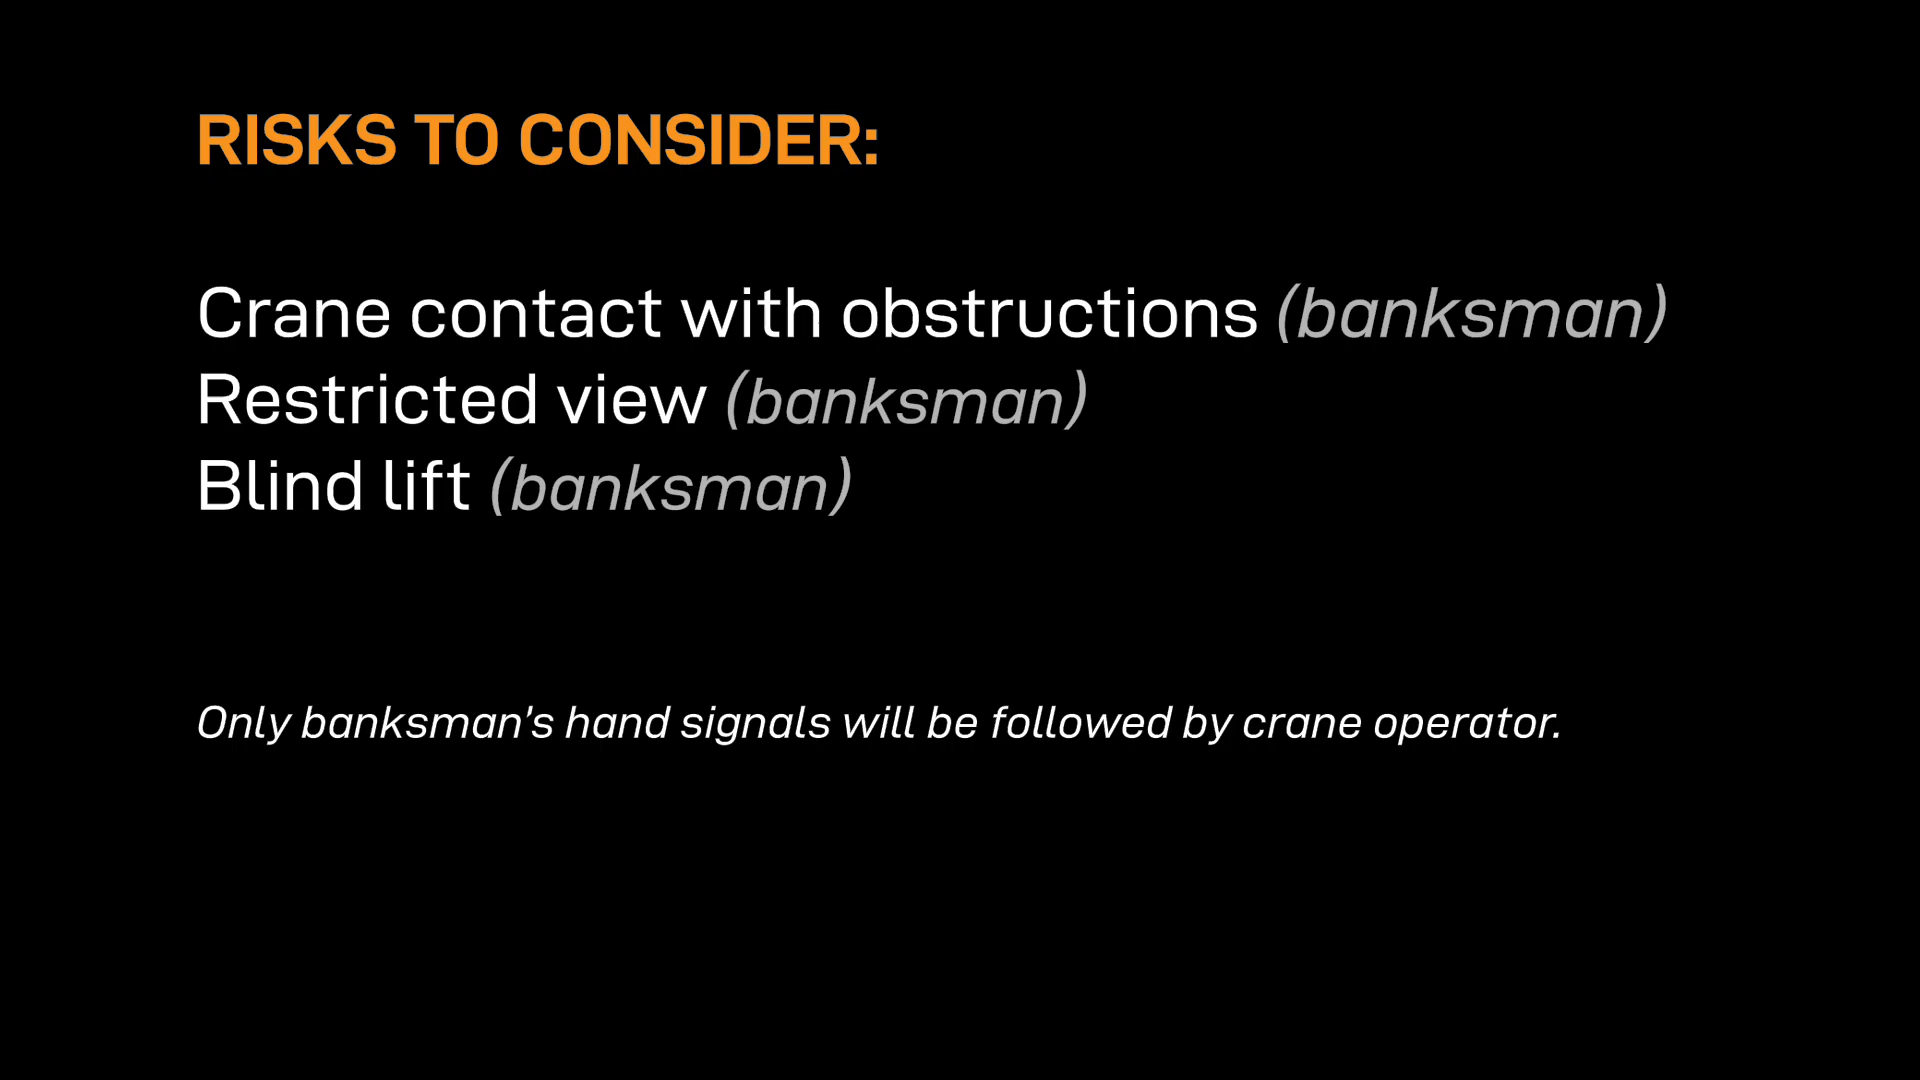 RISKS TO CONSIDER:
Crane contact with obstructions (banksman)
Restricted view (banksman)
Blind lift (banksman)
Only banksman's hand signals will be followed by crane operator.